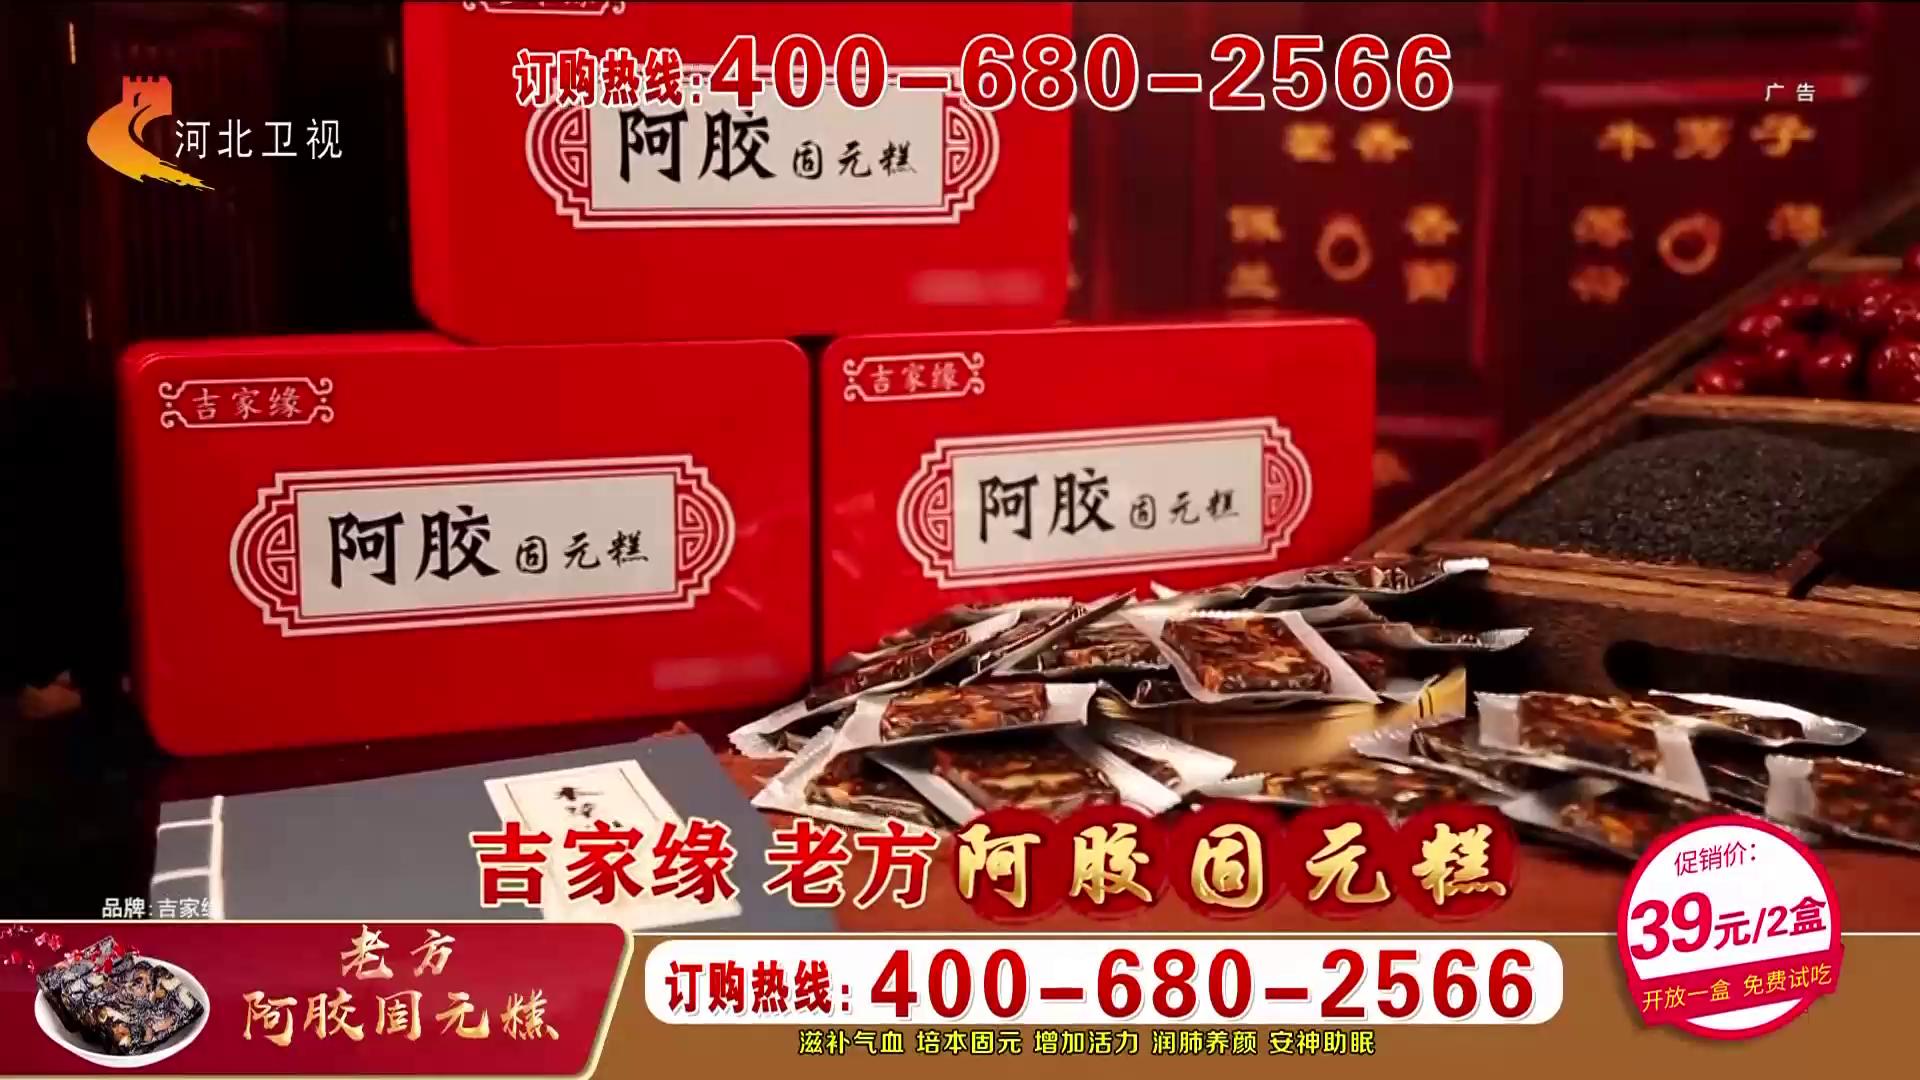 订购热线:400-680-2566
广告
河北卫视
阿胶固元糕
藿香
牛蒡子
吉家缘
阿胶固元糕
吉家缘
阿胶固元糕
吉家缘 老方阿胶固元糕
品牌:吉家缘
老方
阿胶固元糕
订购热线:400-680-2566
滋补气血 培本固元 增加活力 润肺养颜 安神助眠
促销价:
39元/2盒
开放一盒 免费试吃